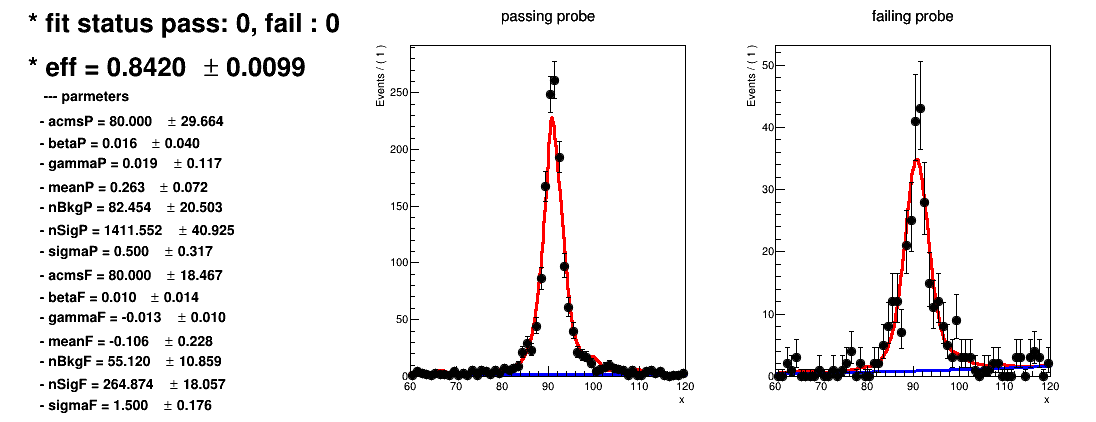 * fit status pass: 0, fail : 0
* eff = 0.8420 ± 0.0099
--- parmeters
- acmsP = 80.000 ± 29.664
- betaP = 0.016 ± 0.040
- gammaP = 0.019 ± 0.117
- meanP = 0.263 ± 0.072
- nBkgP = 82.454 ± 20.503
- nSigP = 1411.552 ± 40.925
- sigmaP = 0.500 ± 0.317
- acmsF = 80.000 ± 18.467
- betaF = 0.010 ± 0.014
- gammaF = -0.013 ± 0.010
- meanF = -0.106 ± 0.228
- nBkgF = 55.120 ± 10.859
- nSigF = 264.874 ± 18.057
- sigmaF = 1.500 ± 0.176
passing probe
Events / ( 1 )
250
200
150
100
50
0
60 70 80 90 100 110 120
x
failing probe
Events / ( 1 )
50
40
30
20
10
0
60 70 80 90 100 110 120
x